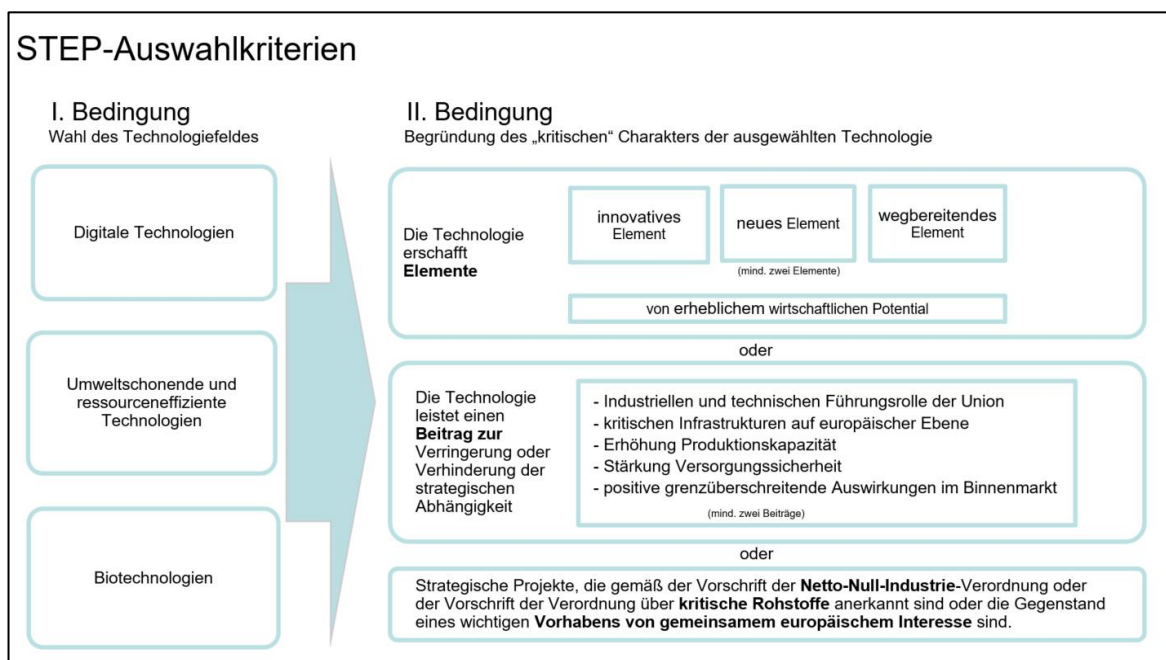 STEP-Auswahlkriterien
I. Bedingung
Wahl des Technologiefeldes
Digitale Technologien
Umweltschonende und
ressourceneffiziente
Technologien
Biotechnologien
II. Bedingung
Begründung des „kritischen“ Charakters der ausgewählten Technologie
Die Technologie
erschafft
Elemente
innovatives
Element
neues Element
wegbereitendes
Element
(mind. zwei Elemente)
von erheblichem wirtschaftlichen Potential
oder
Die Technologie
leistet einen
Beitrag zur
Verringerung oder
Verhinderung der
strategischen
Abhängigkeit
- Industriellen und technischen Führungsrolle der Union
- kritischen Infrastrukturen auf europäischer Ebene
- Erhöhung Produktionskapazität
- Stärkung Versorgungssicherheit
- positive grenzüberschreitende Auswirkungen im Binnenmarkt
(mind. zwei Beiträge)
oder
Strategische Projekte, die gemäß der Vorschrift der Netto-Null-Industrie-Verordnung oder
der Vorschrift der Verordnung über kritische Rohstoffe anerkannt sind oder die Gegenstand
eines wichtigen Vorhabens von gemeinsamem europäischem Interesse sind.